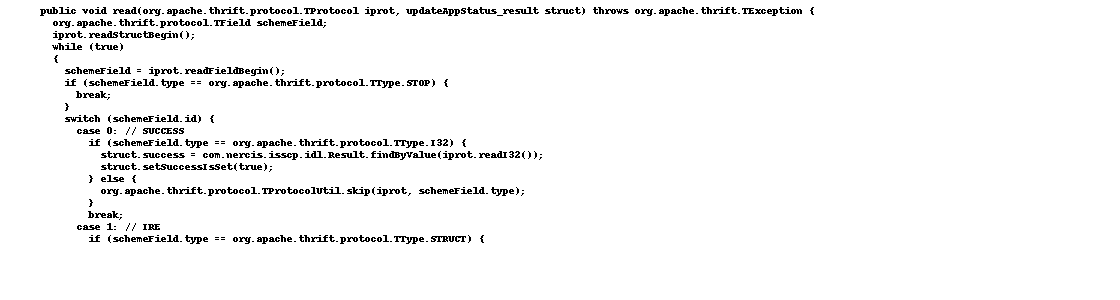 public void read(org.apache.thrift.protocol.TProtocol iprot, updateAppStatus_result struct) throws org.apache.thrift.TException {
org.apache.thrift.protocol.TField schemeField;
iprot.readStructBegin();
while (true)
{
schemeField = iprot.readFieldBegin();
if (schemeField.type == org.apache.thrift.protocol.TType.STOP) {
break;
}
switch (schemeField.id) {
case 0: // SUCCESS
if (schemeField.type == org.apache.thrift.protocol.TType.I32) {
struct.success = com.nercis.isscp.idl.Result.findByValue(iprot.readI32());
struct.setSuccessIsSet(true);
} else {
org.apache.thrift.protocol.TProtocolUtil.skip(iprot, schemeField.type);
}
break;
case 1: // IRE
if (schemeField.type == org.apache.thrift.protocol.TType.STRUCT) {